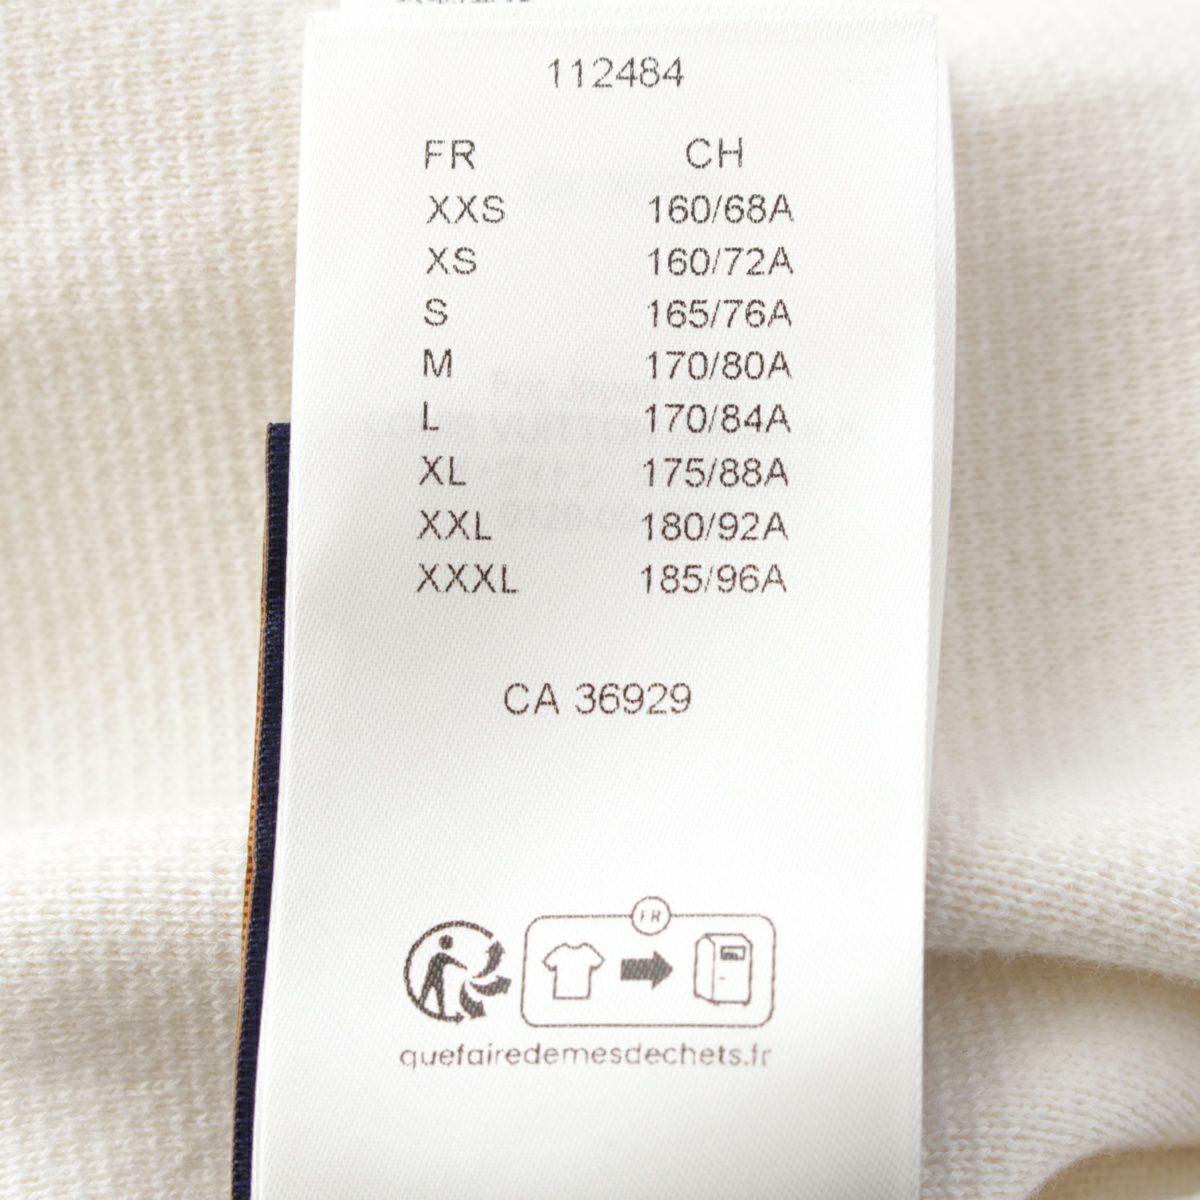 112484
FR CH
XXS 160/68A
XS 160/72A
S 165/76A
M 170/80A
L 170/84A
XL 175/88A
XXL 180/92A
XXXL 185/96A
CA 36929
FR
quefairedemesdechets.fr